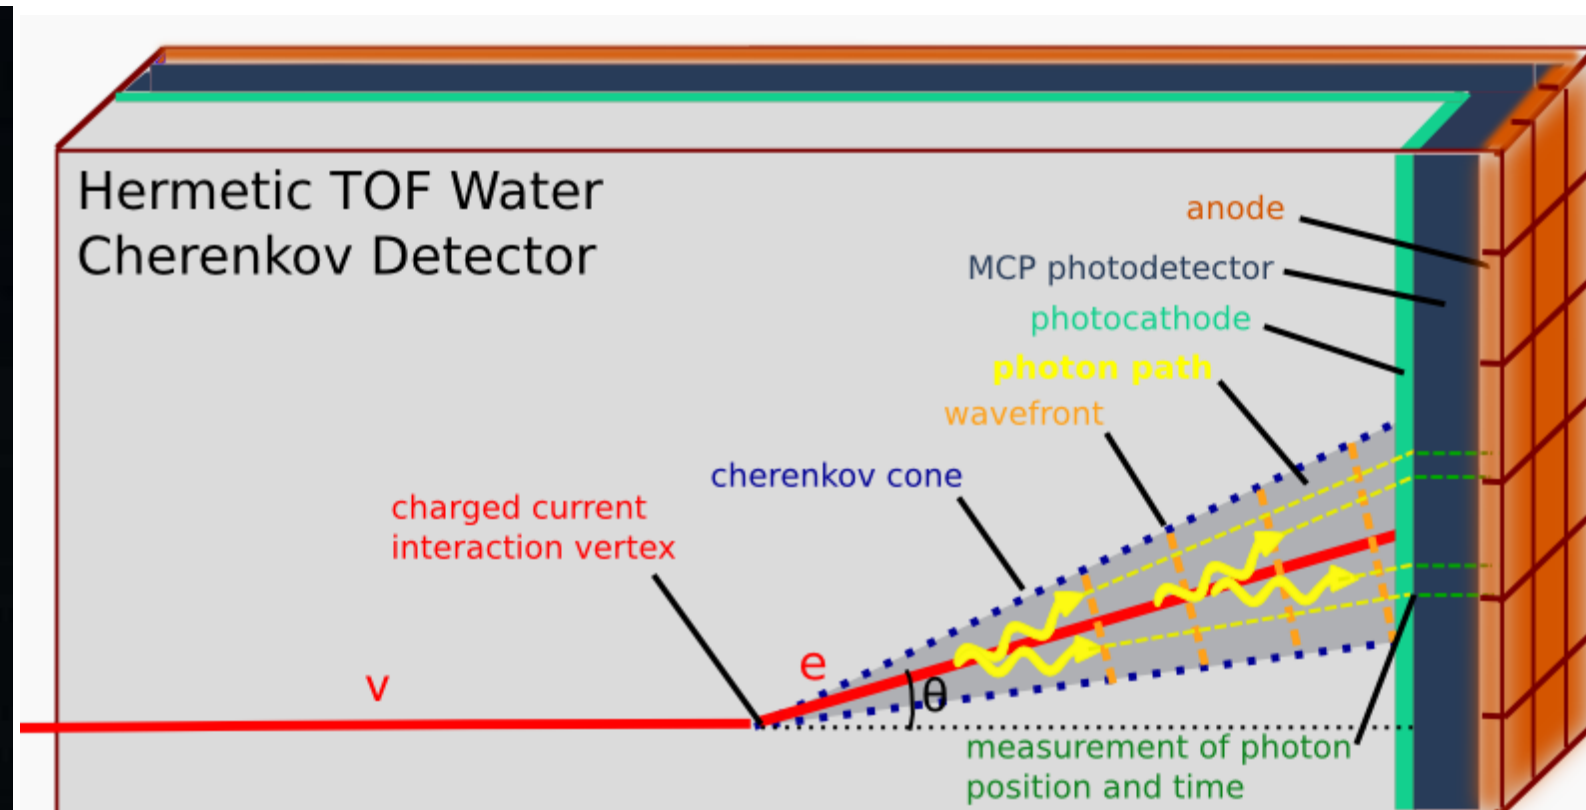 Hermetic TOF Water
Cherenkov Detector
anode
MCP photodetector
photocathode
photon path
wavefront
cherenkov cone
charged current
interaction vertex
e
ν
θ
measurement of photon
position and time